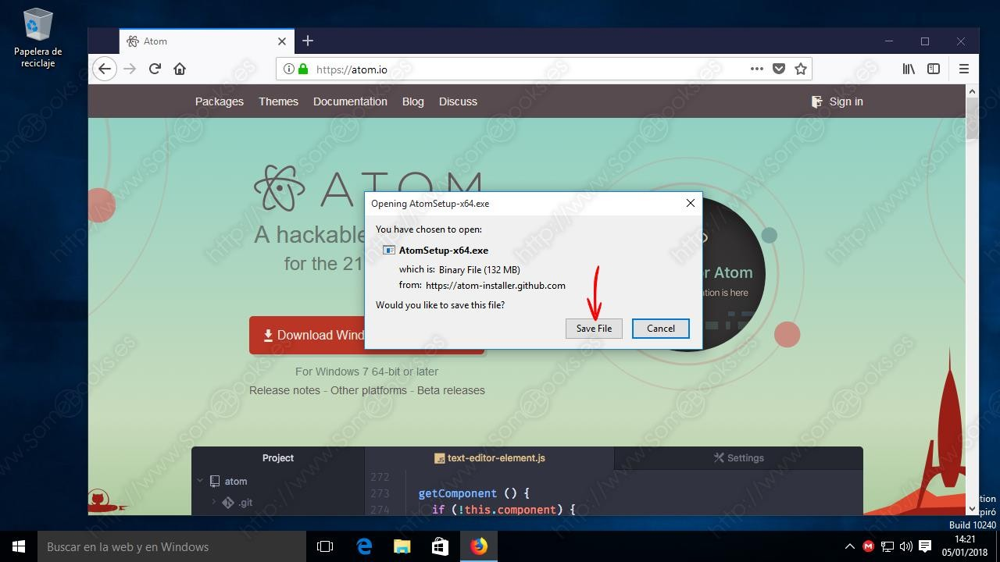 Papelera de
reciclaje
Atom
https://atom.io
Packages Themes Documentation Blog Discuss Sign in
ATOM
A hackable
for the 21
Opening AtomSetup-x64.exe
You have chosen to open:
AtomSetup-x64.exe
which is: Binary File (132 MB)
from: https://atom-installer.github.com
Would you like to save this file?
Save File Cancel
r Atom
ation is here
Download Wind
For Windows 7 64-bit or later
Release notes - Other platforms - Beta releases
Project text-editor-element.js Settings
atom
.git
272
273 getComponent () {
274 if (!this.component) {
tion
piró
Build 10240
Buscar en la web y en Windows
14:21
05/01/2018
http://www.SomeBooks.es